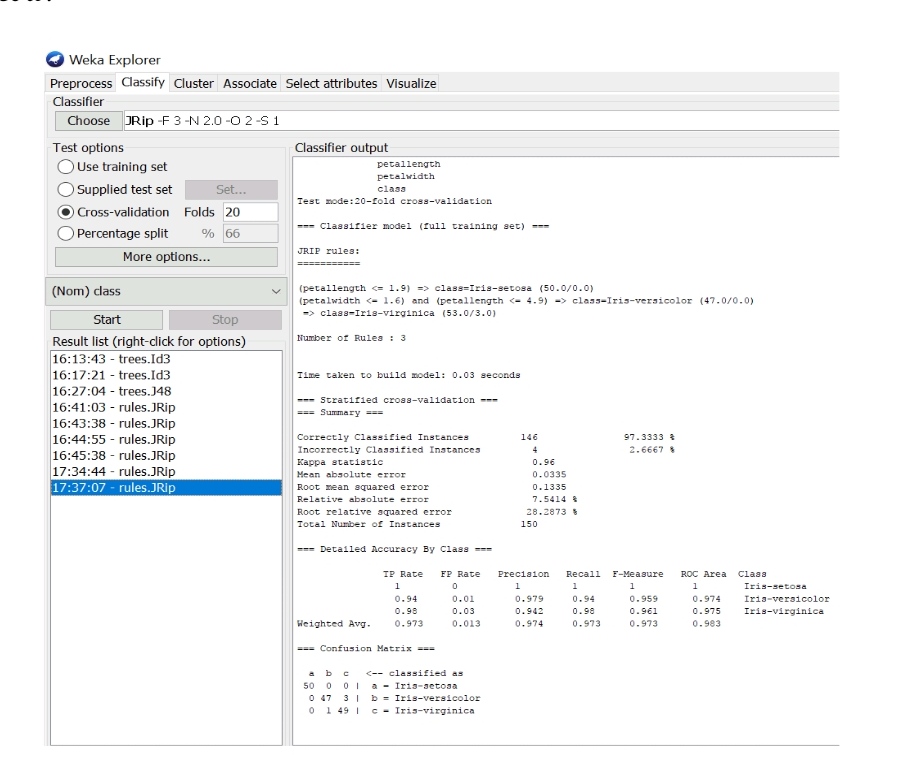 Weka Explorer
Preprocess Classify Cluster Associate Select attributes Visualize
Classifier
Choose JRip -F 3 -N 2.0 -O 2 -S 1
Test options
Use training set
Supplied test set Set...
Cross-validation Folds 20
Percentage split % 66
More options...
(Nom) class
Start Stop
Result list (right-click for options)
16:13:43 - trees.Id3
16:17:21 - trees.Id3
16:27:04 - trees.J48
16:41:03 - rules.JRip
16:43:38 - rules.JRip
16:44:55 - rules.JRip
16:45:38 - rules.JRip
17:34:44 - rules.JRip
17:37:07 - rules.JRip
Classifier output
petallength
petalwidth
class
Test mode:20-fold cross-validation
=== Classifier model (full training set) ===
JRIP rules:
===========
(petallength <= 1.9) => class=Iris-setosa (50.0/0.0)
(petalwidth <= 1.6) and (petallength <= 4.9) => class=Iris-versicolor (47.0/0.0)
=> class=Iris-virginica (53.0/3.0)
Number of Rules : 3
Time taken to build model: 0.03 seconds
=== Stratified cross-validation ===
=== Summary ===
Correctly Classified Instances 146 97.3333 %
Incorrectly Classified Instances 4 2.6667 %
Kappa statistic 0.96
Mean absolute error 0.0335
Root mean squared error 0.1335
Relative absolute error 7.5414 %
Root relative squared error 28.2873 %
Total Number of Instances 150
=== Detailed Accuracy By Class ===
TP Rate FP Rate Precision Recall F-Measure ROC Area Class
1 0 1 1 1 1 Iris-setosa
0.94 0.01 0.979 0.94 0.959 0.974 Iris-versicolor
0.98 0.03 0.942 0.98 0.961 0.975 Iris-virginica
Weighted Avg. 0.973 0.013 0.974 0.973 0.973 0.983
=== Confusion Matrix ===
a b c <-- classified as
50 0 0 | a = Iris-setosa
0 47 3 | b = Iris-versicolor
0 1 49 | c = Iris-virginica